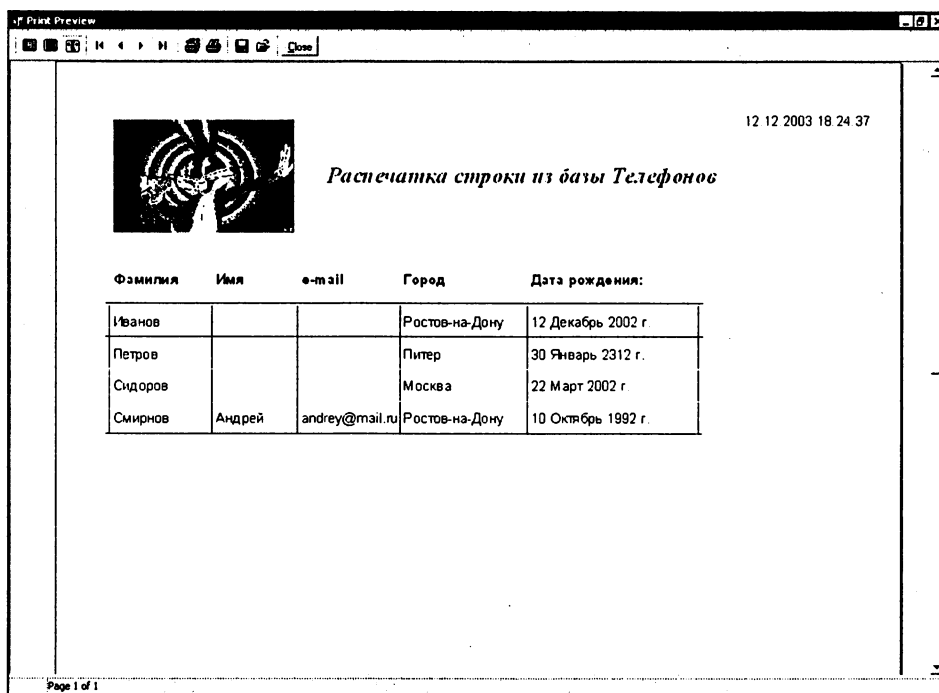 Print Preview
Close
12 12 2003 18 24 37
Распечатка строки из базы Телефонов
Фамилия Имя e-mail Город Дата рождения:
Иванов Ростов-на-Дону 12 Декабрь 2002 г.
Петров Питер 30 Январь 2312 г.
Сидоров Москва 22 Март 2002 г.
Смирнов Андрей andrey@mail.ru Ростов-на-Дону 10 Октябрь 1992 г.
Page 1 of 1